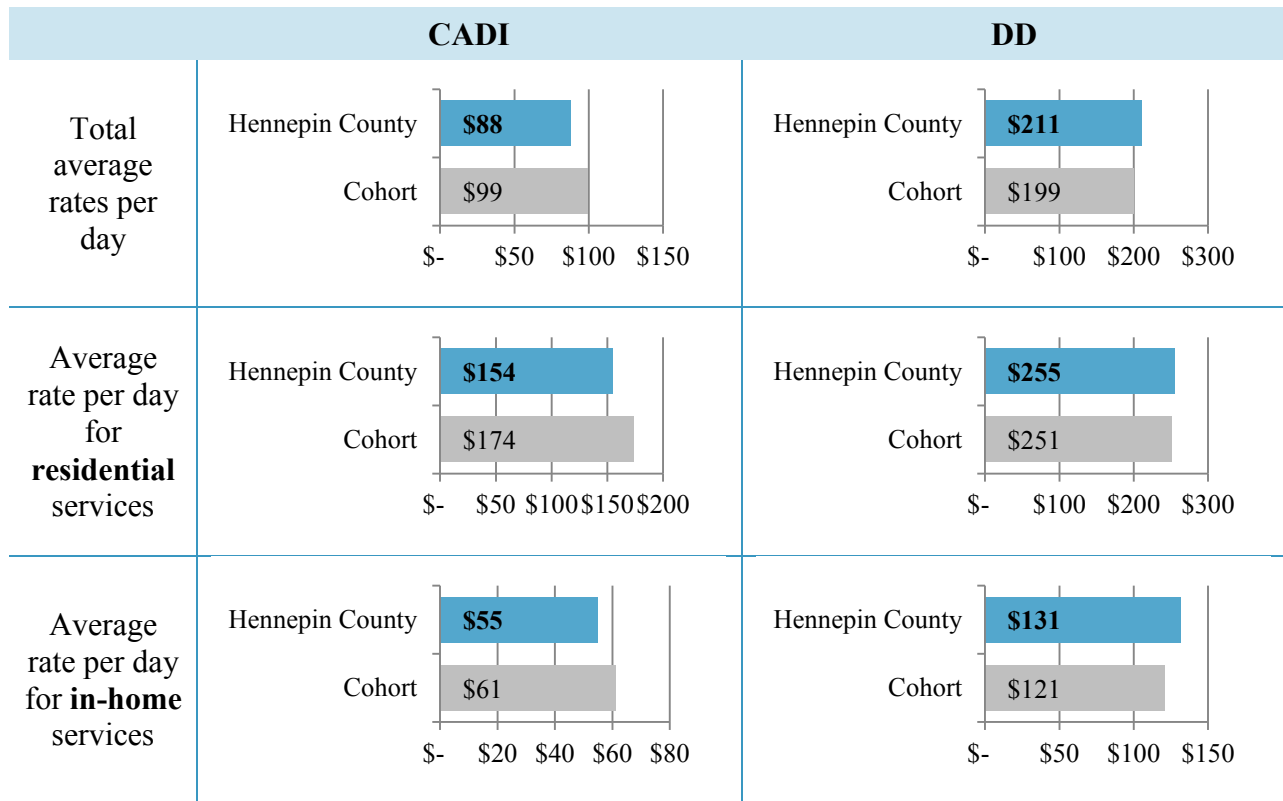 CADI
DD
Total
average
rates per
day
Hennepin County
$88
Cohort
$99
$-
$50
$100
$150
Hennepin County
$211
Cohort
$199
$-
$100
$200
$300
Average
rate per day
for
residential
services
Hennepin County
$154
Cohort
$174
$-
$50
$100
$150
$200
Hennepin County
$255
Cohort
$251
$-
$100
$200
$300
Average
rate per day
for in-home
services
Hennepin County
$55
Cohort
$61
$-
$20
$40
$60
$80
Hennepin County
$131
Cohort
$121
$-
$50
$100
$150